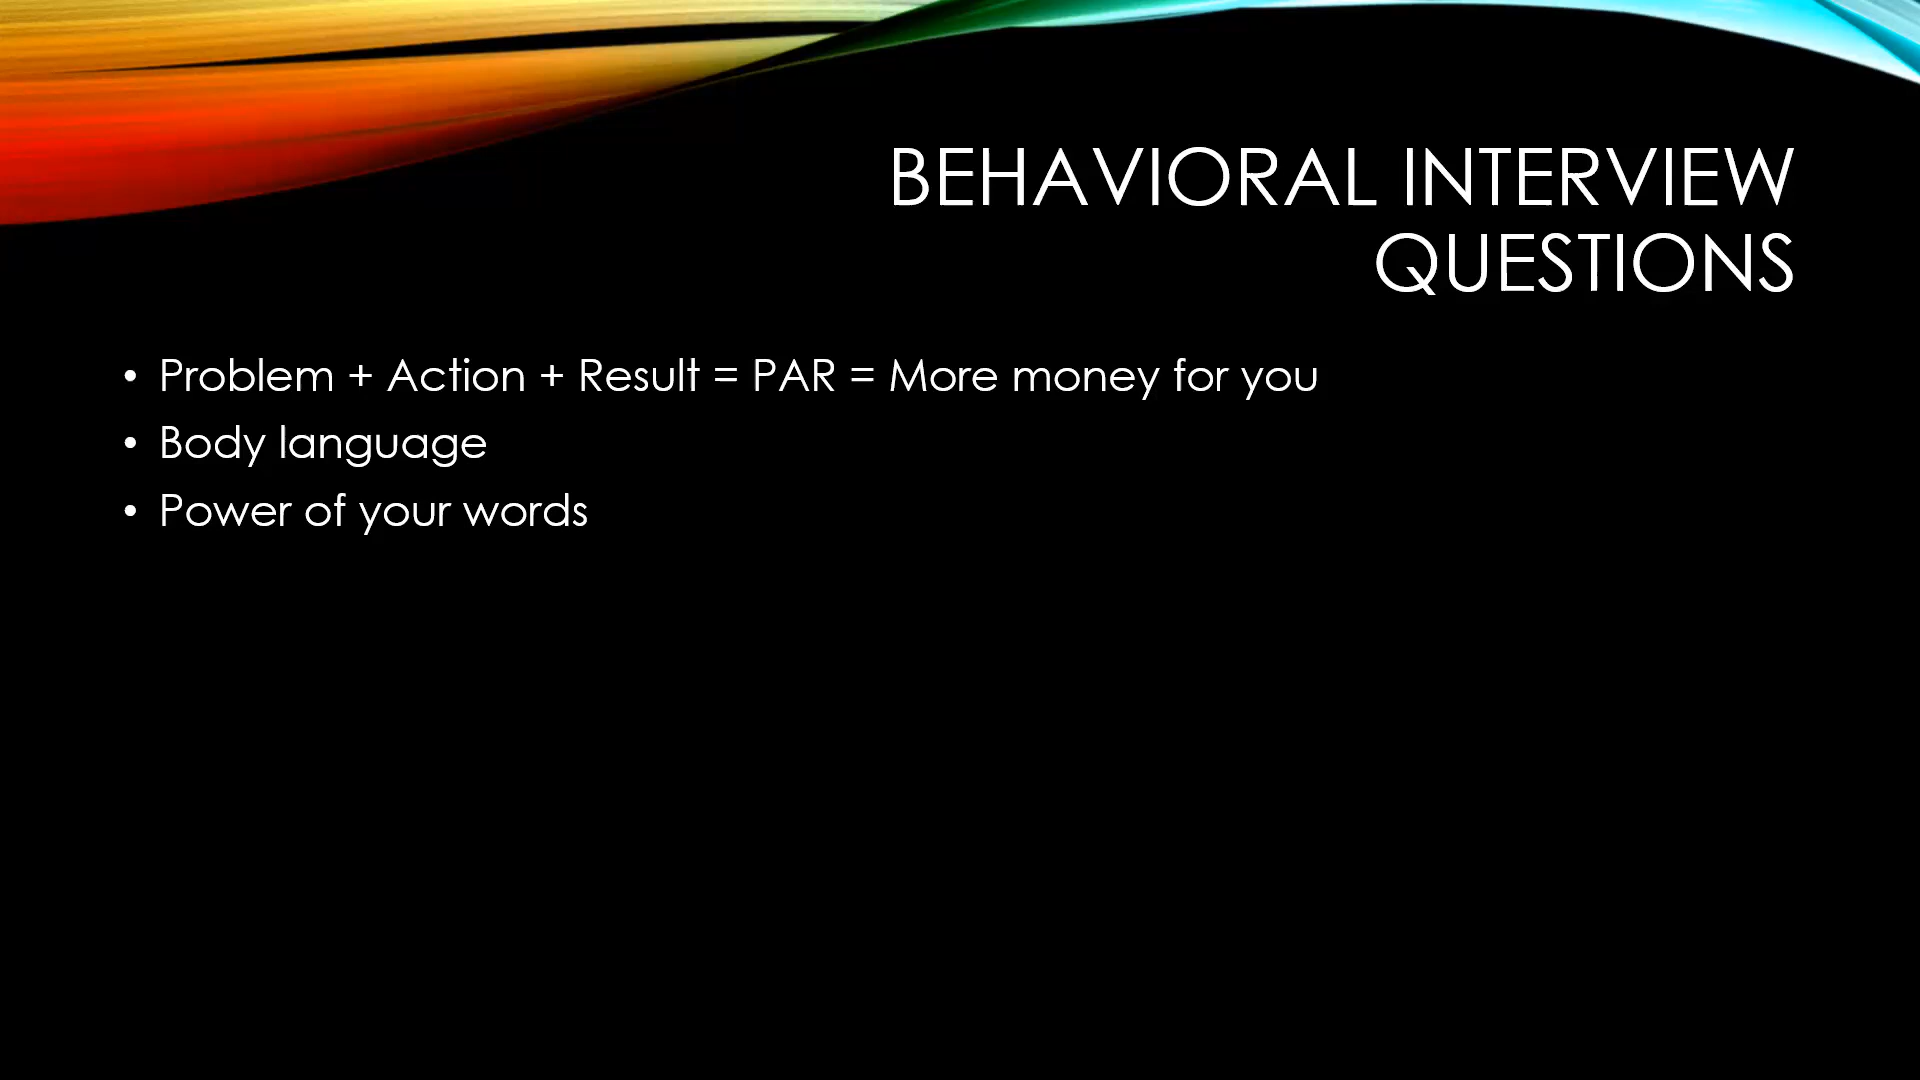 BEHAVIORAL INTERVIEW
QUESTIONS
• Problem + Action + Result = PAR = More money for you
• Body language
• Power of your words